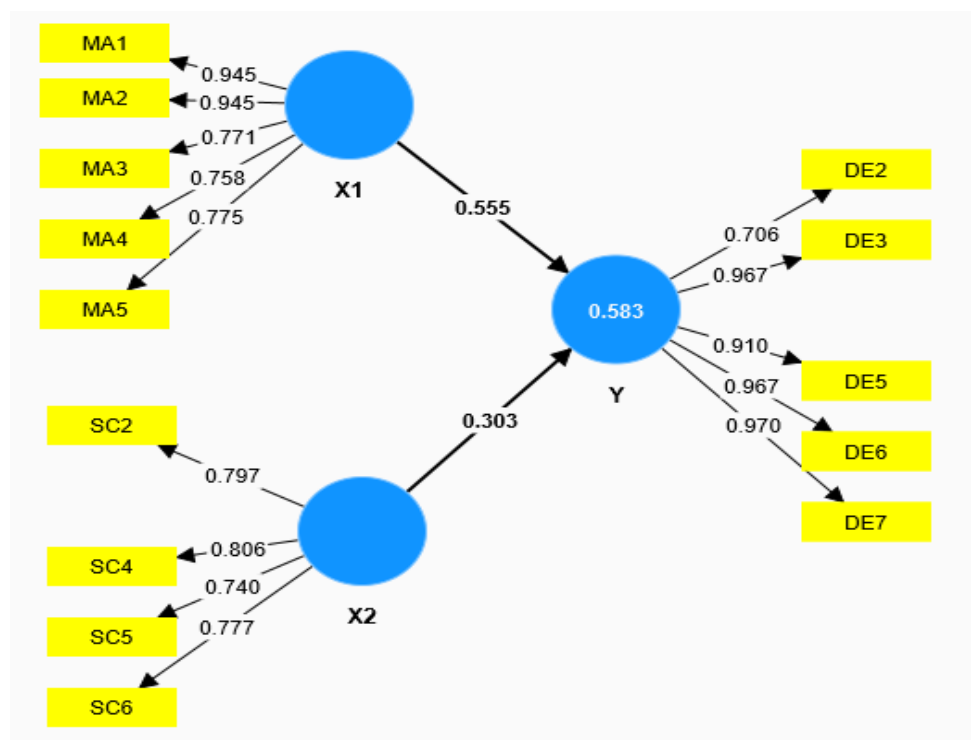 MA1
0.945
MA2
0.945
MA3
0.771
0.758
MA4
0.775
MA5
X1
0.555
DE2
0.706
DE3
0.967
0.583
0.910
DE5
Y
0.967
DE6
0.970
DE7
0.303
SC2
0.797
SC4
0.806
SC5
0.740
0.777
SC6
X2